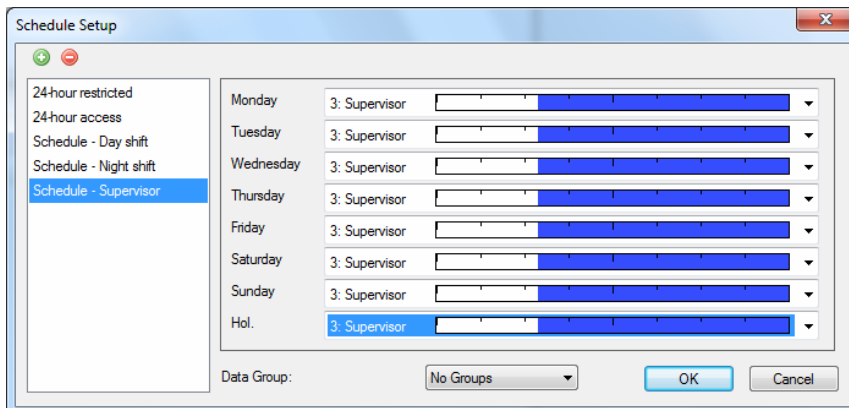 Schedule Setup
24-hour restricted
24-hour access
Schedule - Day shift
Schedule - Night shift
Schedule - Supervisor
Monday 3: Supervisor
Tuesday 3: Supervisor
Wednesday 3: Supervisor
Thursday 3: Supervisor
Friday 3: Supervisor
Saturday 3: Supervisor
Sunday 3: Supervisor
Hol. 3: Supervisor
Data Group: No Groups OK Cancel